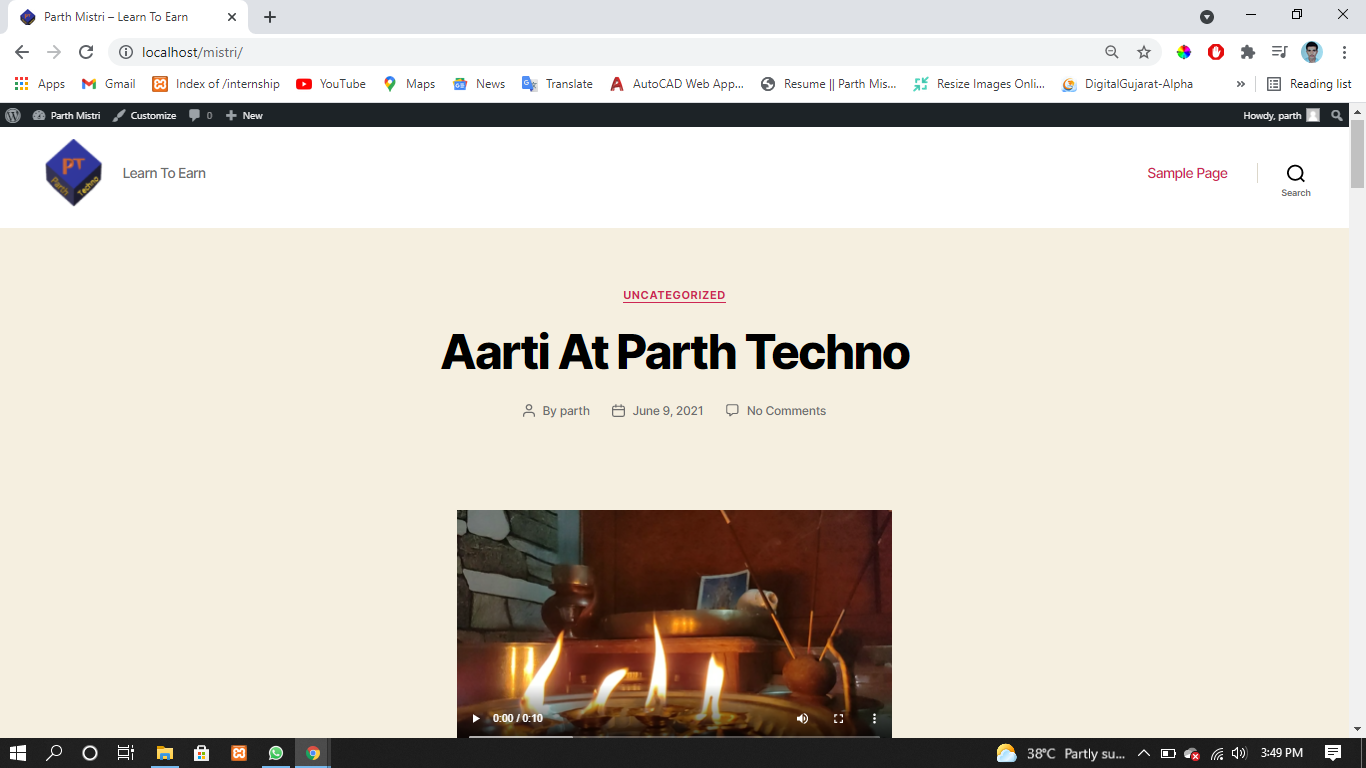 Parth Mistri – Learn To Earn
localhost/mistri/
Apps Gmail Index of /internship YouTube Maps News Translate AutoCAD Web App... Resume || Parth Mis... Resize Images Onli... DigitalGujarat-Alpha » Reading list
Parth Mistri Customize 0 New Howdy, parth
PT
Parth Techno
Learn To Earn
Sample Page
Search
UNCATEGORIZED
Aarti At Parth Techno
By parth June 9, 2021 No Comments
0:00 / 0:10
38°C Partly su... 3:49 PM